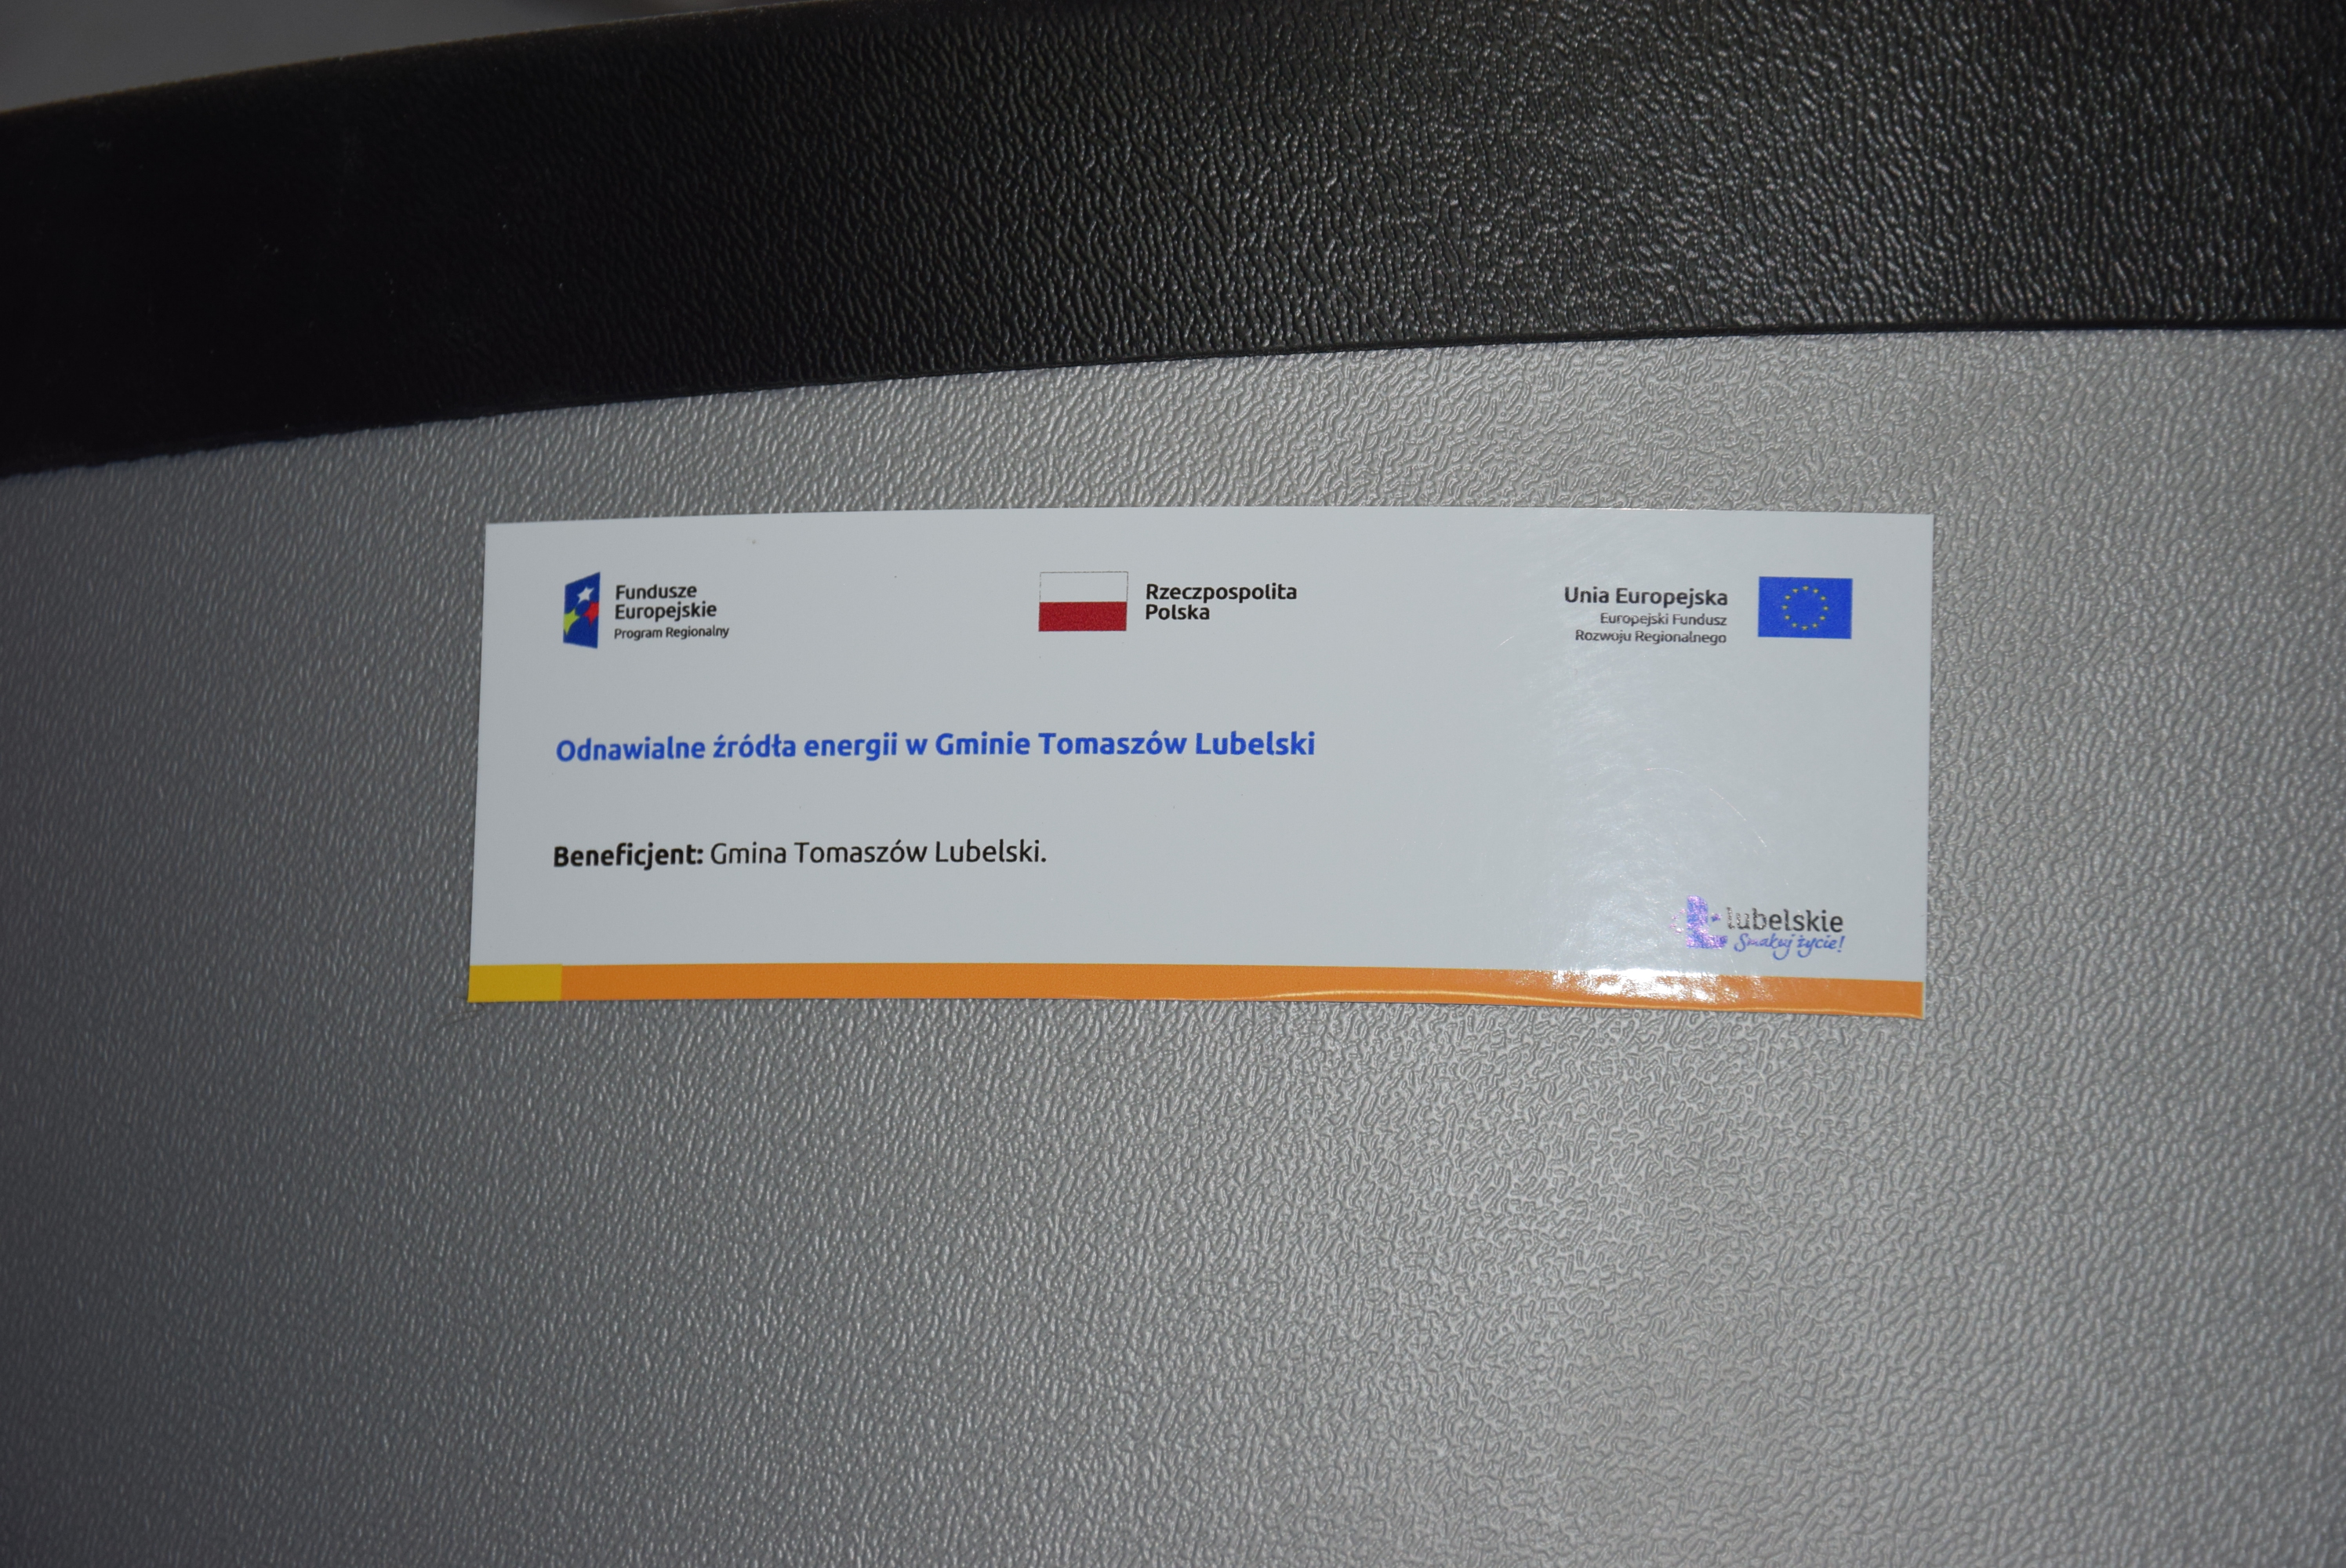 Fundusze
Europejskie
Program Regionalny
Rzeczpospolita
Polska
Unia Europejska
Europejski Fundusz
Rozwoju Regionalnego
Odnawialne źródła energii w Gminie Tomaszów Lubelski
Beneficjent: Gmina Tomaszów Lubelski.
lubelskie
Smakuj życie!